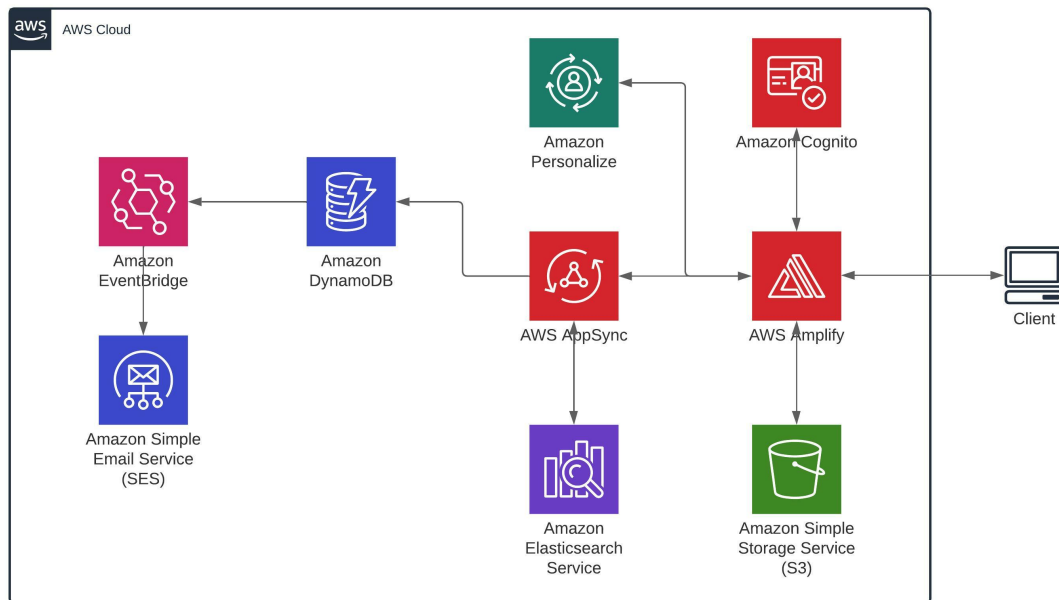 aws
AWS Cloud
Amazon
Personalize
Amazon Cognito
Amazon
EventBridge
Amazon
DynamoDB
AWS AppSync
AWS Amplify
Client
Amazon Simple
Email Service
(SES)
Amazon
Elasticsearch
Service
Amazon Simple
Storage Service
(S3)